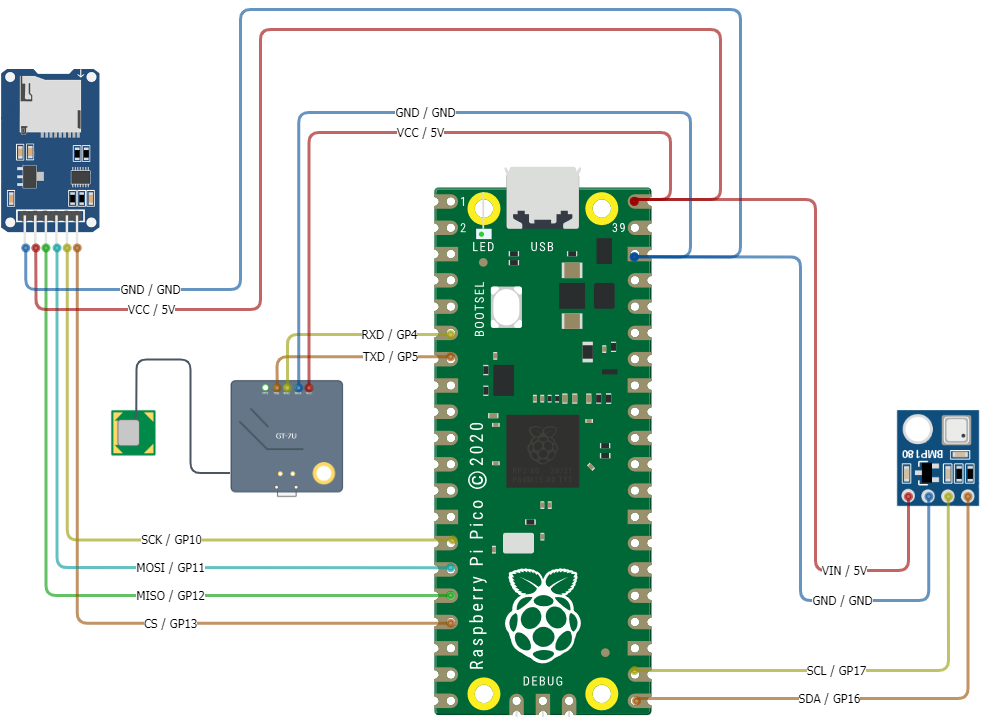 GND / GND
VCC / 5V
1
2
39
LED
USB
BOOTSEL
GND / GND
VCC / 5V
RXD / GP4
TXD / GP5
GT-7U
BMP180
Raspberry Pi Pico © 2020
SCK / GP10
MOSI / GP11
MISO / GP12
CS / GP13
VIN / 5V
GND / GND
SCL / GP17
DEBUG
SDA / GP16